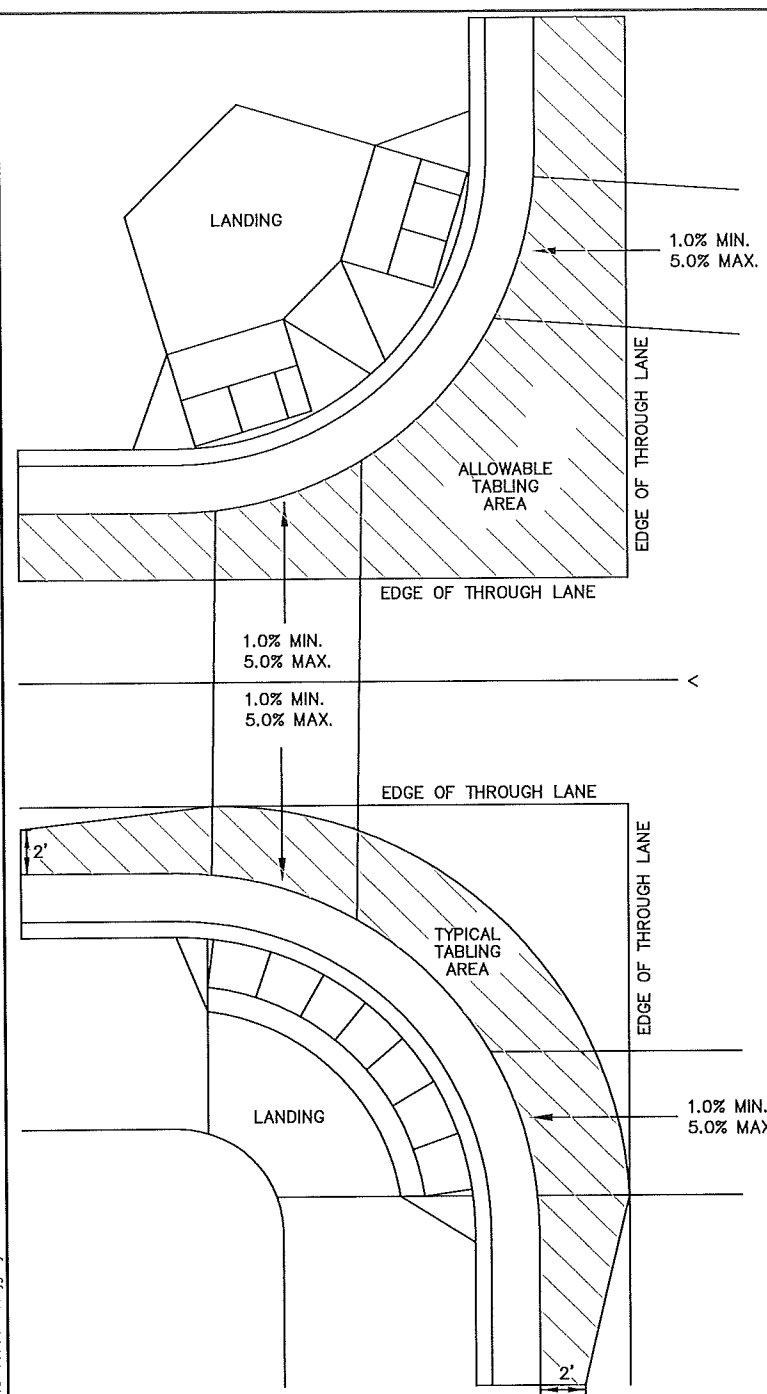 LANDING
1.0% MIN.
5.0% MAX.
EDGE OF THROUGH LANE
ALLOWABLE
TABLING
AREA
EDGE OF THROUGH LANE
1.0% MIN.
5.0% MAX.
1.0% MIN.
5.0% MAX.
<
EDGE OF THROUGH LANE
2'
EDGE OF THROUGH LANE
TYPICAL
TABLING
AREA
LANDING
1.0% MIN.
5.0% MAX
2'